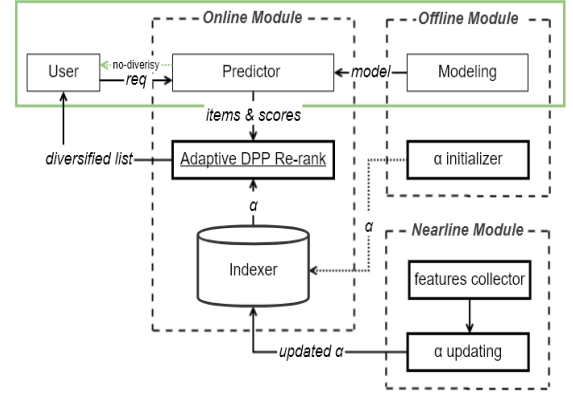 Online Module
Offline Module
User
no-diverisy
req
Predictor
model
Modeling
items & scores
diversified list
Adaptive DPP Re-rank
α initializer
α
α
Nearline Module
Indexer
features collector
updated α
α updating